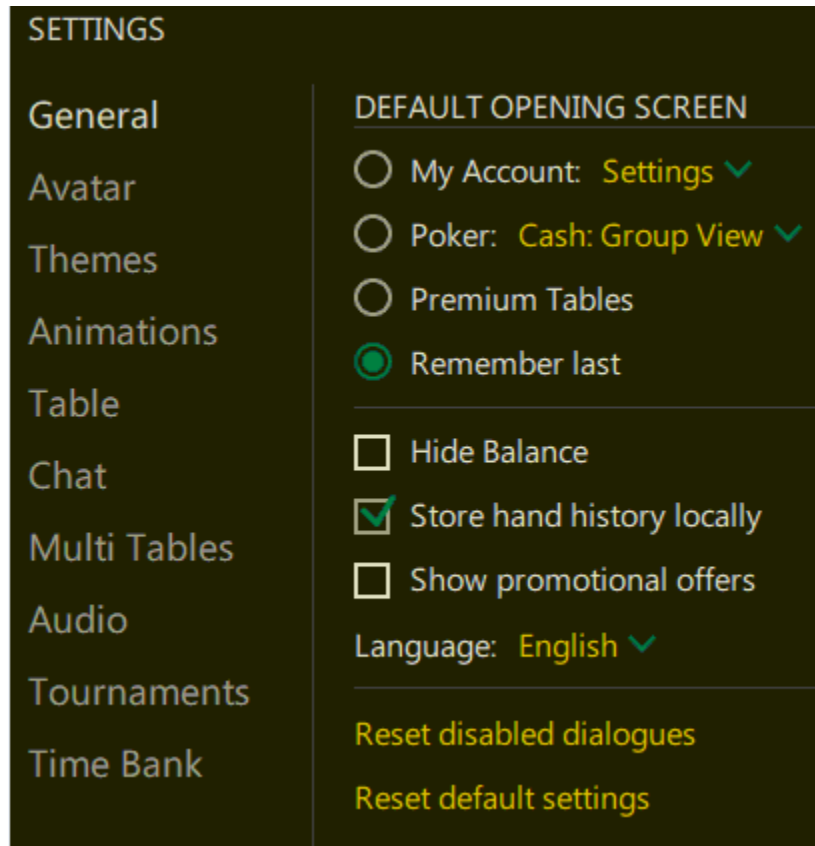 SETTINGS
General
Avatar
Themes
Animations
Table
Chat
Multi Tables
Audio
Tournaments
Time Bank
DEFAULT OPENING SCREEN
My Account: Settings
Poker: Cash: Group View
Premium Tables
Remember last
Hide Balance
Store hand history locally
Show promotional offers
Language: English
Reset disabled dialogues
Reset default settings